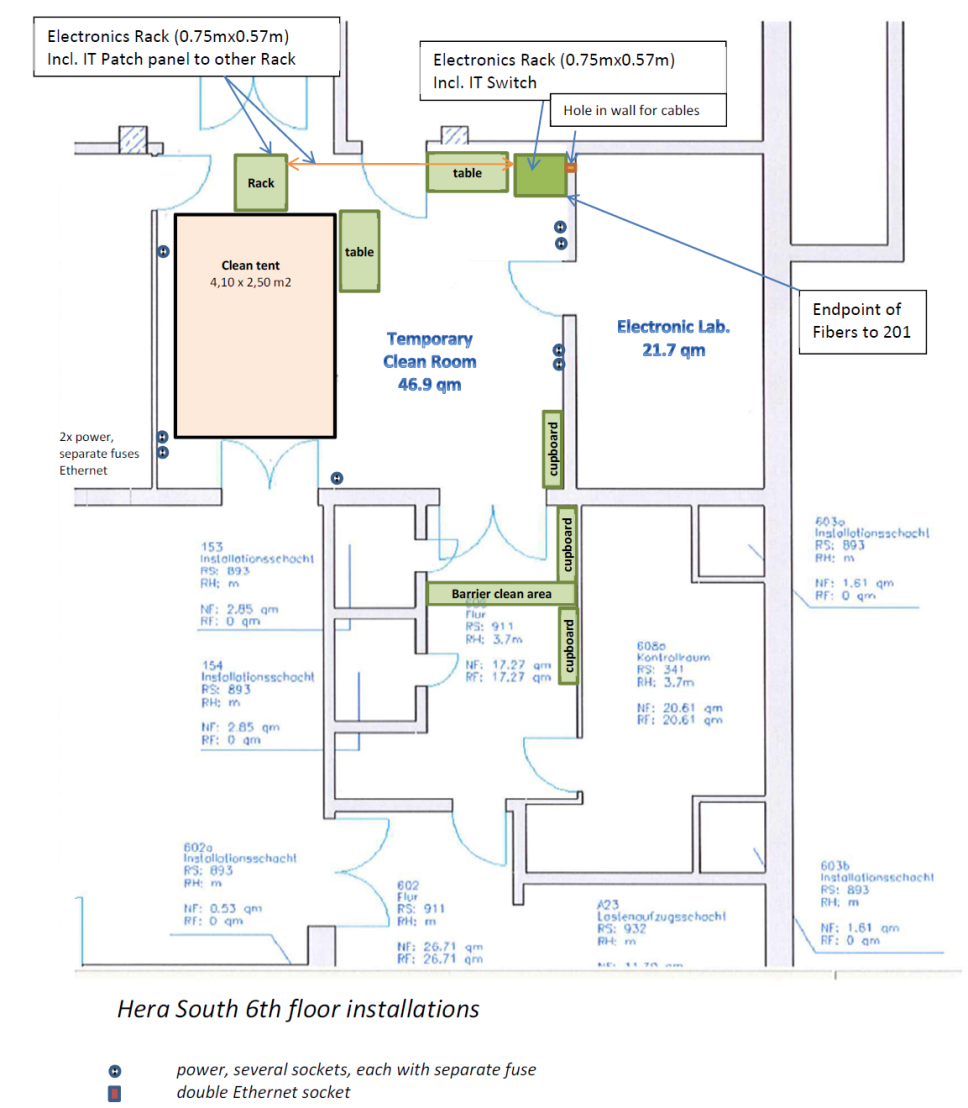 Electronics Rack (0.75mx0.57m)
Incl. IT Patch panel to other Rack
Electronics Rack (0.75mx0.57m)
Incl. IT Switch
Hole in wall for cables
Rack
table
table
Clean tent
4,10 x 2,50 m2
Endpoint of
Fibers to 201
Temporary
Clean Room
46.9 qm
Electronic Lab.
21.7 qm
2x power,
separate fuses
Ethernet
cupboard
cupboard
Barrier clean area
cupboard
153
Installationsschacht
RS: 893
RH: m
NF: 2.85 qm
RF: 0 qm
154
Installationsschacht
RS: 893
RH: m
NF: 2.85 qm
RF: 0 qm
Flur
RS: 911
RH: 3.7m
NF: 17.27 qm
RF: 17.27 qm
608a
Kontrollraum
RS: 341
RH: 3.7m
NF: 20.61 qm
RF: 20.61 qm
603a
Installationsschacht
RS: 893
RH: m
NF: 1.61 qm
RF: 0 qm
602a
Installationsschacht
RS: 893
RH: m
NF: 0.53 qm
RF: 0 qm
602
Flur
RS: 911
RH: m
NF: 26.71 qm
RF: 26.71 qm
A23
Lastenaufzugsschacht
RS: 932
RH: m
603b
Installationsschacht
RS: 893
RH: m
NF: 1.61 qm
RF: 0 qm
Hera South 6th floor installations
power, several sockets, each with separate fuse
double Ethernet socket